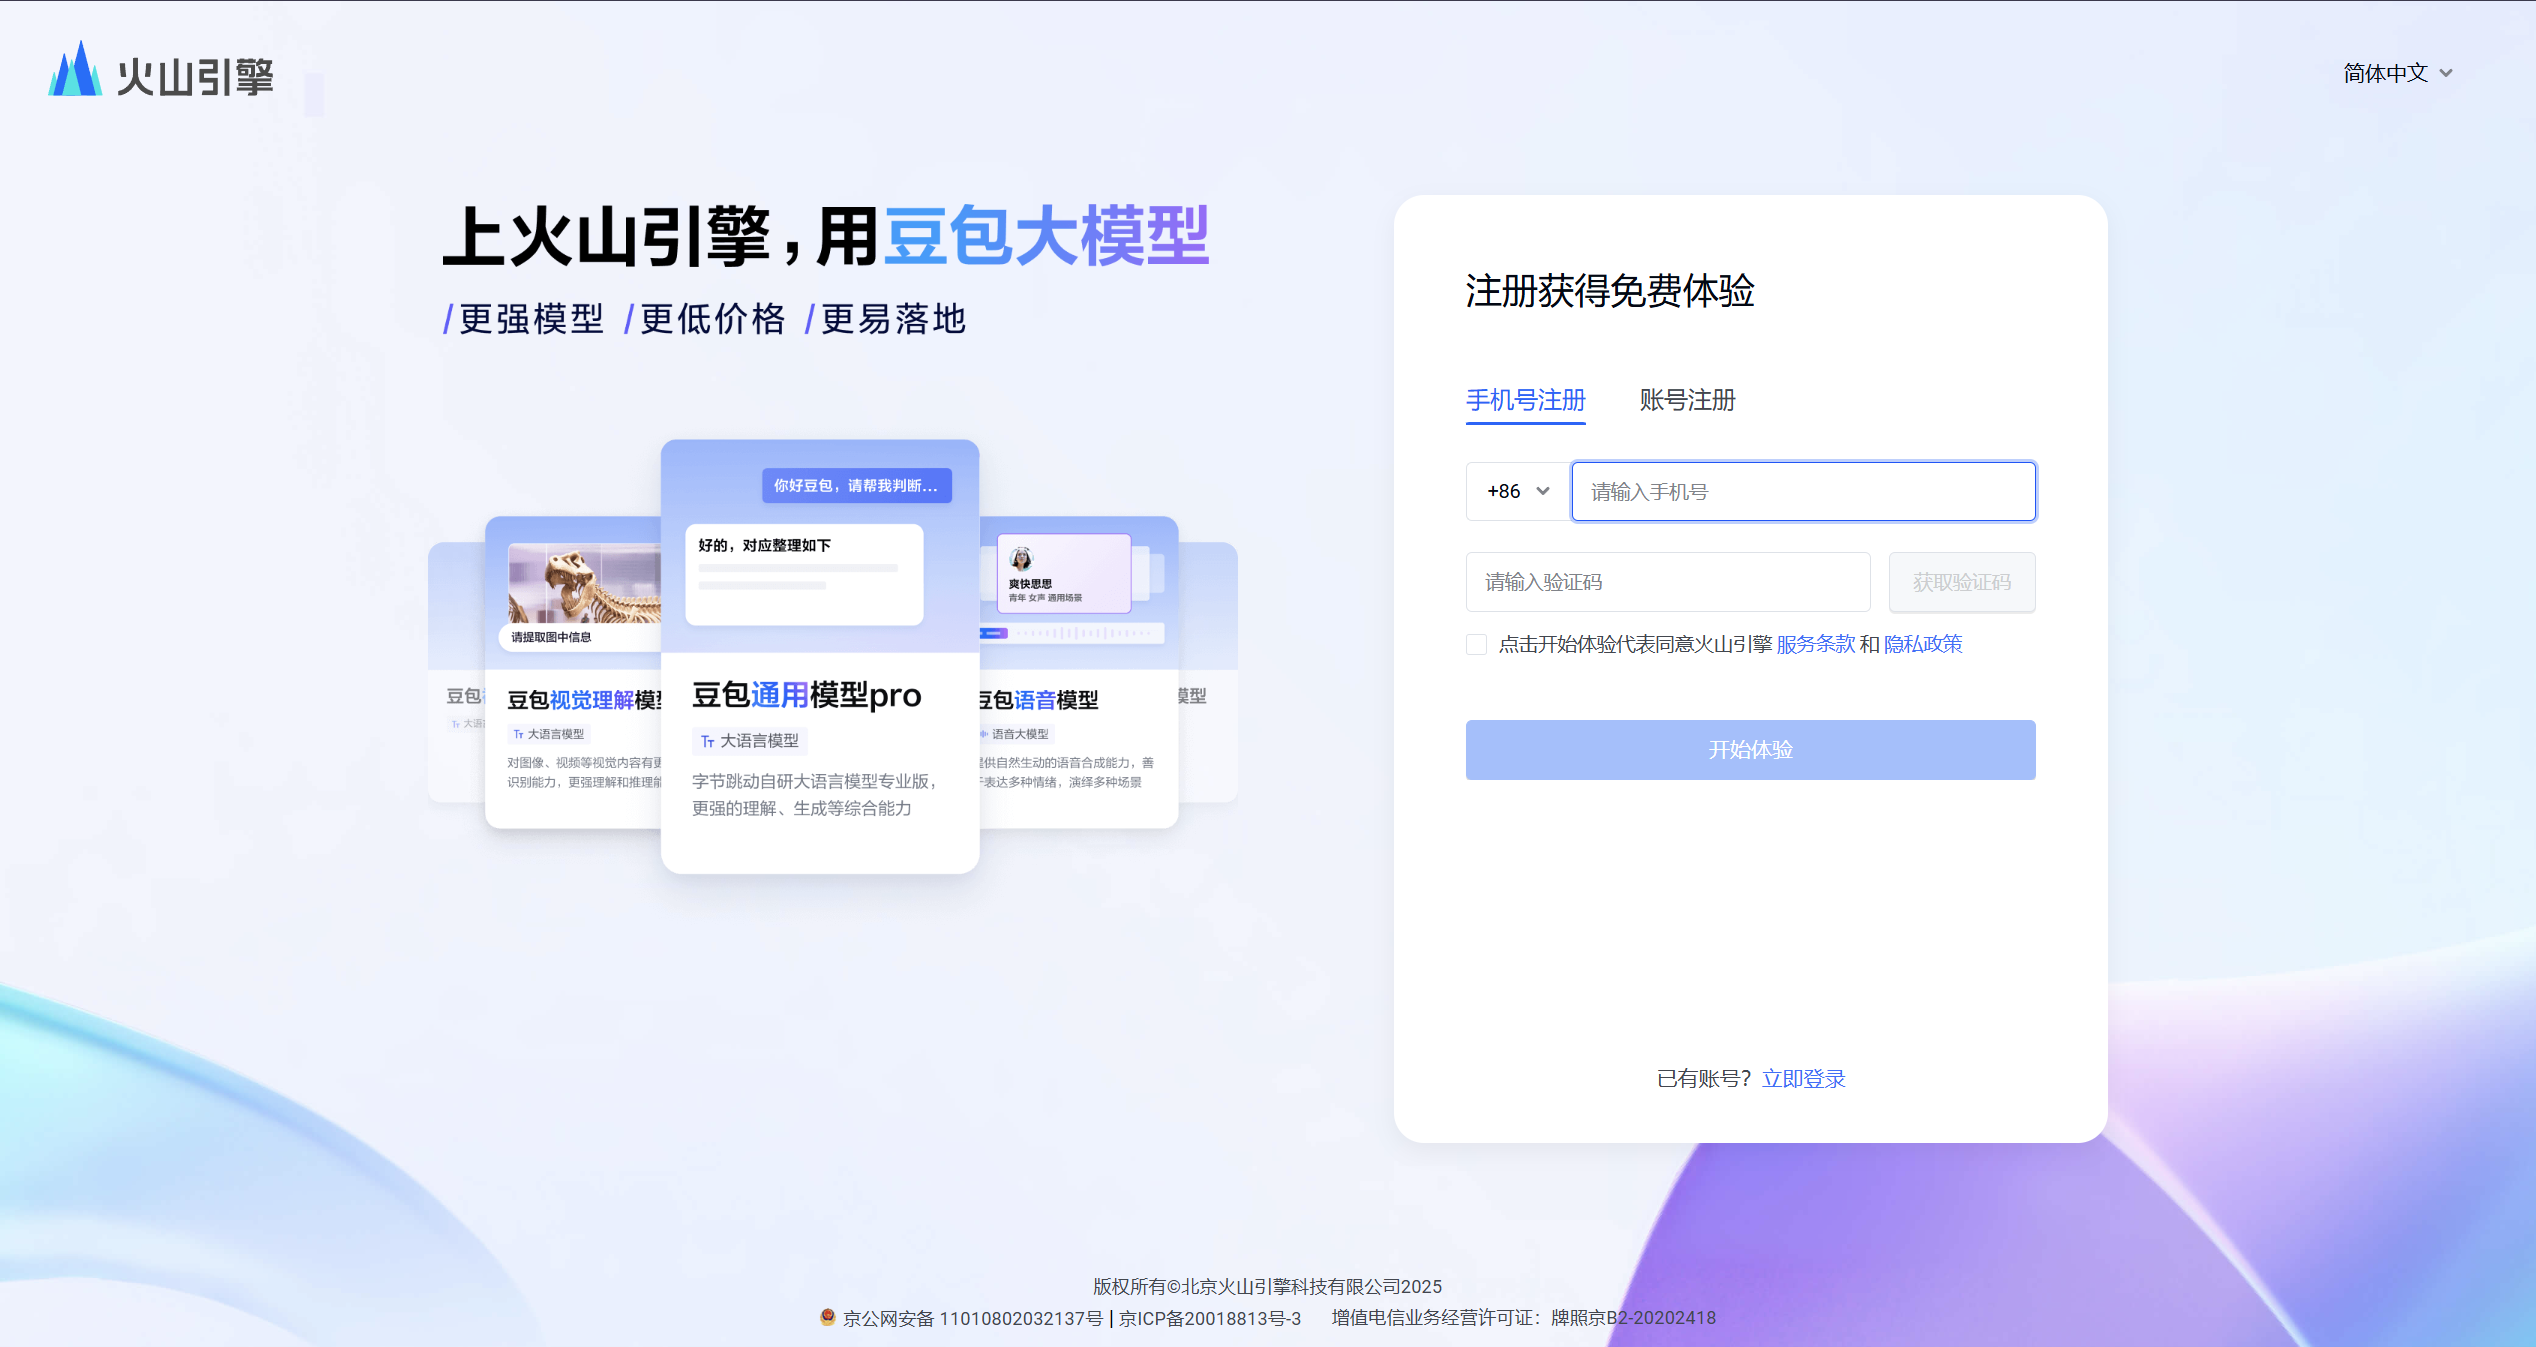 火山引擎
简体中文
上火山引擎，用豆包大模型
/更强模型 /更低价格 /更易落地
你好豆包，请帮我判断...
好的，对应整理如下
请提取图中信息
爽快思思
青年 女声 通用场景
豆包
大语
豆包视觉理解模
大语言模型
对图像、视频等视觉内容有
识别能力，更强理解和推理
豆包通用模型pro
大语言模型
字节跳动自研大语言模型专业版，
更强的理解、生成等综合能力
豆包语音模型
语音大模型
供自然生动的语音合成能力，善
表达多种情绪，演绎多种场景
模型
注册获得免费体验
手机号注册 账号注册
+86 请输入手机号
请输入验证码 获取验证码
点击开始体验代表同意火山引擎 服务条款 和 隐私政策
开始体验
已有账号？立即登录
版权所有©北京火山引擎科技有限公司2025
京公网安备 11010802032137号 | 京ICP备20018813号-3 增值电信业务经营许可证：牌照京B2-20202418